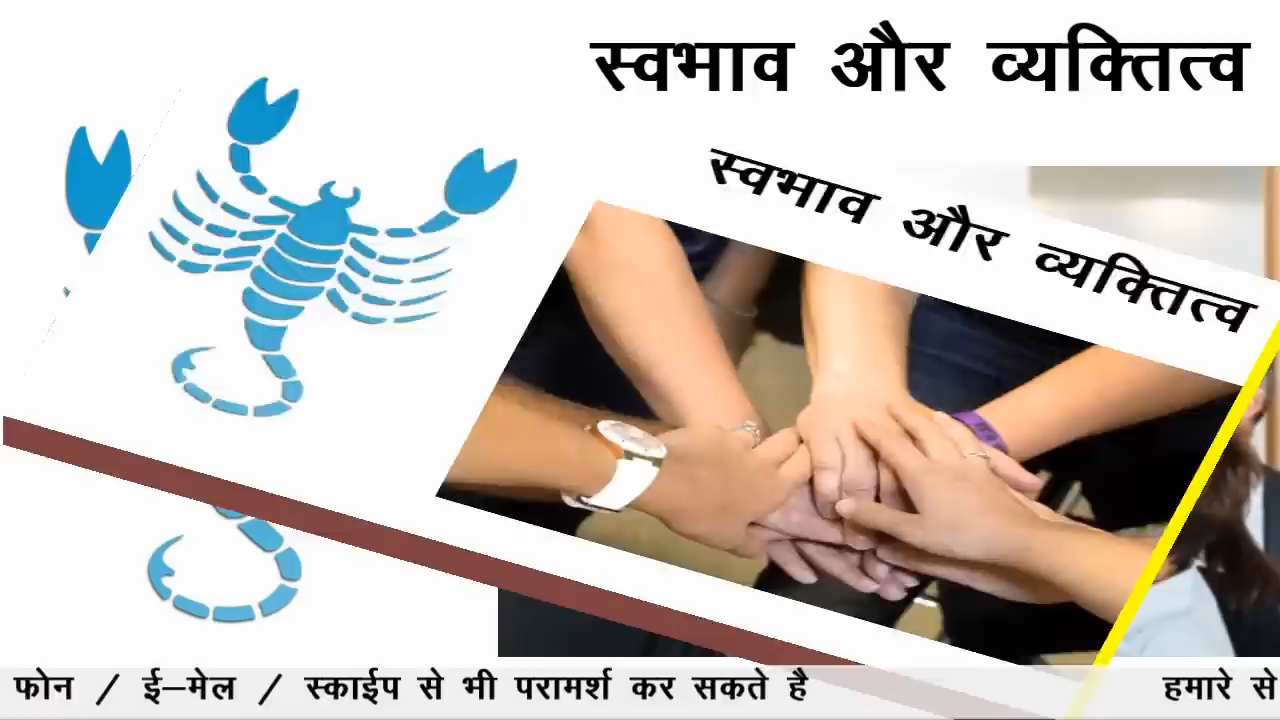 स्वभाव और व्यक्तित्व
स्वभाव और व्यक्तित्व
फोन / ई–मेल / स्काईप से भी परामर्श कर सकते है
हमारे से